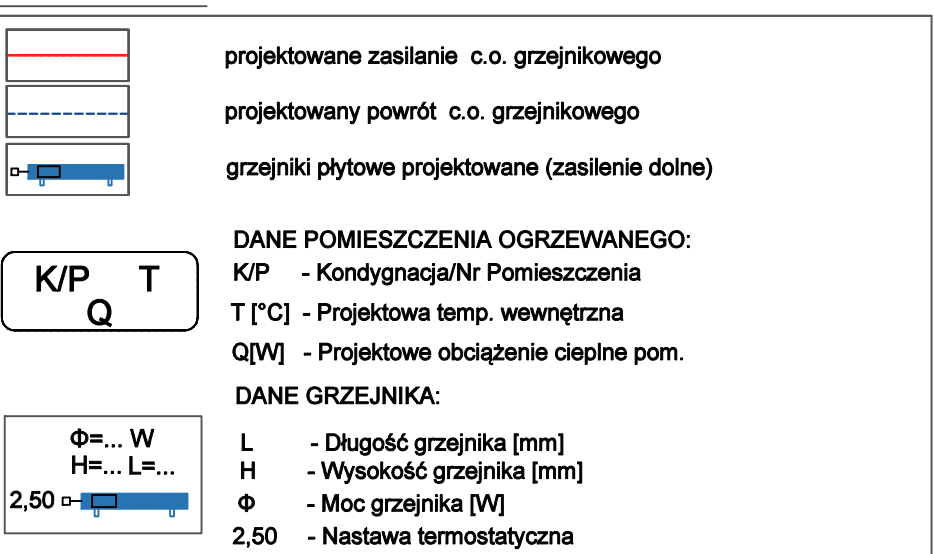 projektowane zasilanie c.o. grzejnikowego
projektowany powrót c.o. grzejnikowego
grzejniki płytowe projektowane (zasilenie dolne)
DANE POMIESZCZENIA OGRZEWANEGO:
K/P T
Q
K/P - Kondygnacja/Nr Pomieszczenia
T [°C] - Projektowa temp. wewnętrzna
Q[W] - Projektowe obciążenie cieplne pom.
DANE GRZEJNIKA:
Φ=... W
H=... L=...
2,50
L - Długość grzejnika [mm]
H - Wysokość grzejnika [mm]
Φ - Moc grzejnika [W]
2,50 - Nastawa termostatyczna